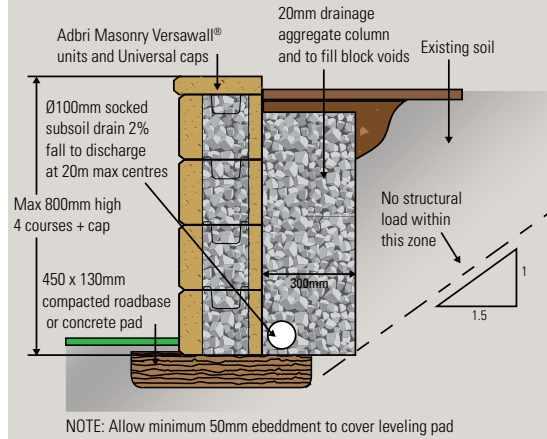 Adbri Masonry Versawall®
units and Universal caps
20mm drainage
aggregate column
and to fill block voids
Existing soil
Ø100mm socked
subsoil drain 2%
fall to discharge
at 20m max centres
Max 800mm high
4 courses + cap
No structural
load within
this zone
450 x 130mm
compacted roadbase
or concrete pad
300mm
1
1.5
NOTE: Allow minimum 50mm ebeddment to cover leveling pad